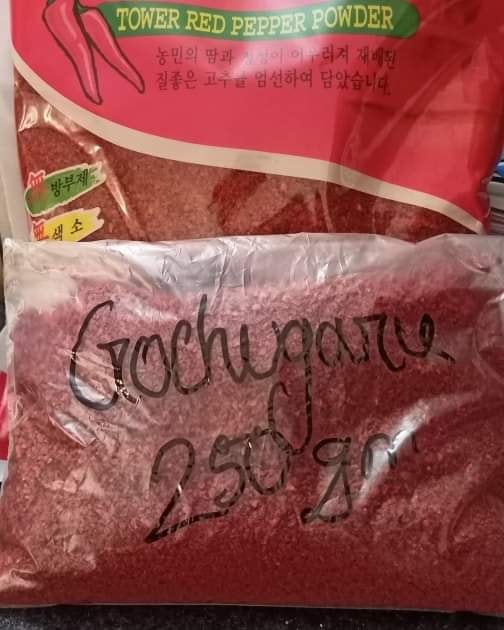 TOWER RED PEPPER POWDER
농민의 땀과 정성이 어우러져 재배된
질좋은 고추를 엄선하여 담았습니다.
無
방부제
無
색소
Gochugaru
250 gm